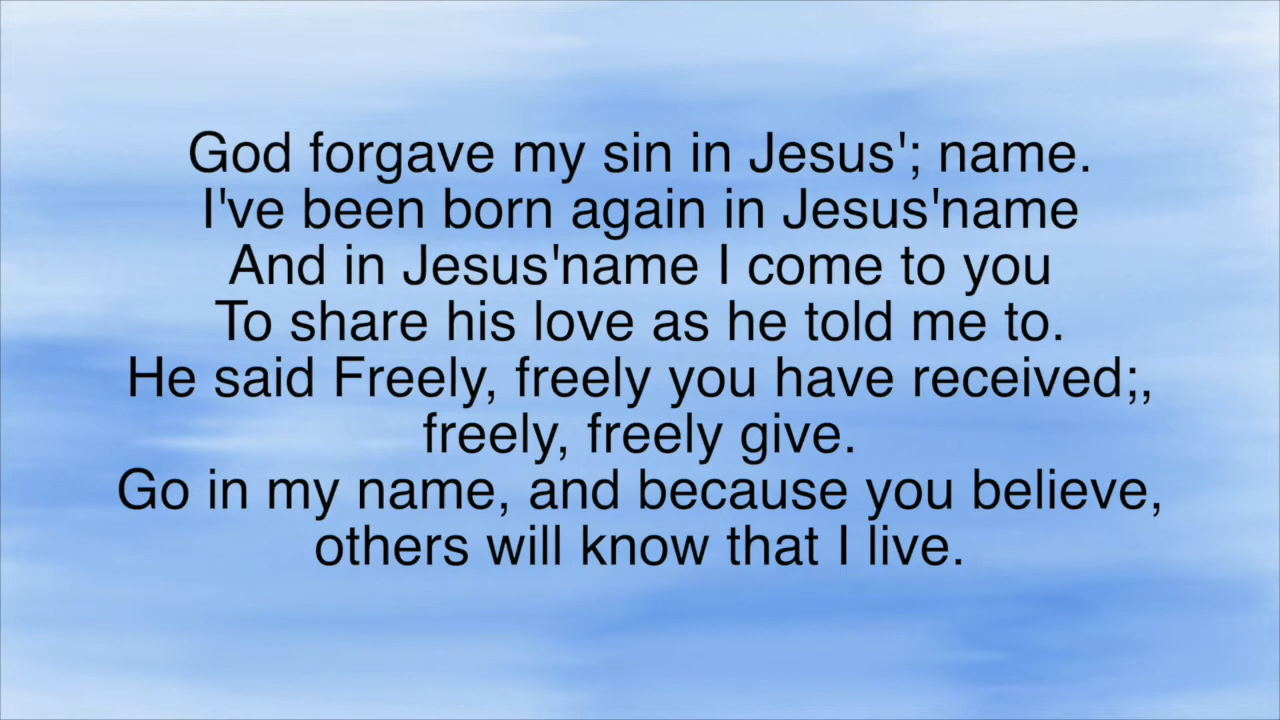 God forgave my sin in Jesus'; name.
I've been born again in Jesus'name
And in Jesus'name I come to you
To share his love as he told me to.
He said Freely, freely you have received;,
freely, freely give.
Go in my name, and because you believe,
others will know that I live.